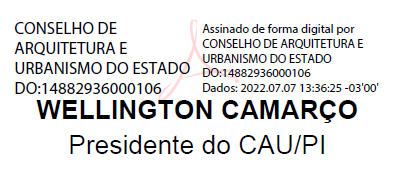 CONSELHO DE
ARQUITETURA E
URBANISMO DO ESTADO
DO:14882936000106
Assinado de forma digital por
CONSELHO DE ARQUITETURA E
URBANISMO DO ESTADO
DO:14882936000106
Dados: 2022.07.07 13:36:25 -03'00'
WELLINGTON CAMARÇO
Presidente do CAU/PI